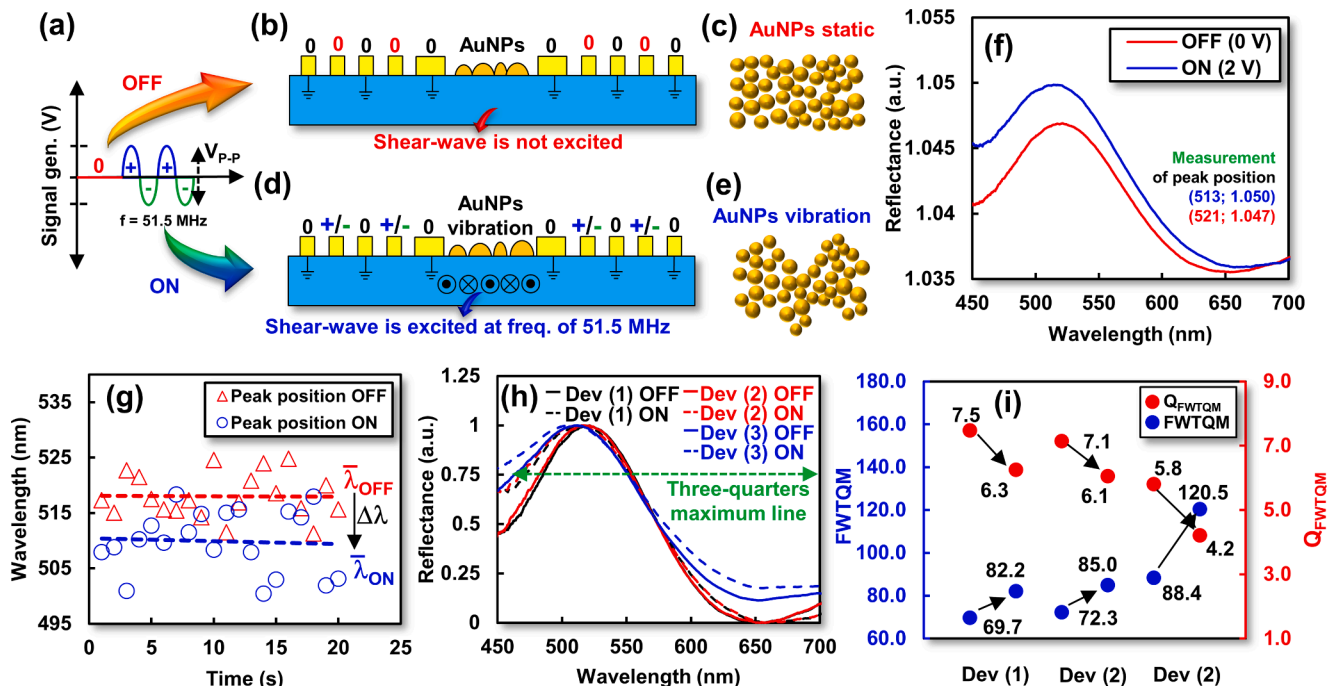 (a)
Signal gen. (V)
OFF
0
+ +
- -
V_P-P
f = 51.5 MHz
ON
(b)
0 0 0 0 0 AuNPs 0 0 0 0 0
Shear-wave is not excited
(c)
AuNPs static
(d)
AuNPs
0 +/- 0 +/- 0 vibration 0 +/- 0 +/- 0
Shear-wave is excited at freq. of 51.5 MHz
(e)
AuNPs vibration
(f)
Reflectance (a.u.)
1.055
1.05
1.045
1.04
1.035
OFF (0 V)
ON (2 V)
Measurement
of peak position
(513; 1.050)
(521; 1.047)
450 500 550 600 650 700
Wavelength (nm)
(g)
Wavelength (nm)
535
525
515
505
495
Peak position OFF
Peak position ON
λ̅_OFF
Δλ
λ̅_ON
0 5 10 15 20 25
Time (s)
(h)
Reflectance (a.u.)
1.25
1
0.75
0.5
0.25
0
Dev (1) OFF
Dev (1) ON
Dev (2) OFF
Dev (2) ON
Dev (3) OFF
Dev (3) ON
Three-quarters
maximum line
450 500 550 600 650 700
Wavelength (nm)
(i)
FWTQM
180.0
160.0
140.0
120.0
100.0
80.0
60.0
Q_FWTQM
FWTQM
7.5
6.3
7.1
6.1
5.8
4.2
120.5
82.2
69.7
85.0
72.3
88.4
9.0
7.0
5.0
3.0
1.0
Q_FWTQM
Dev (1) Dev (2) Dev (2)